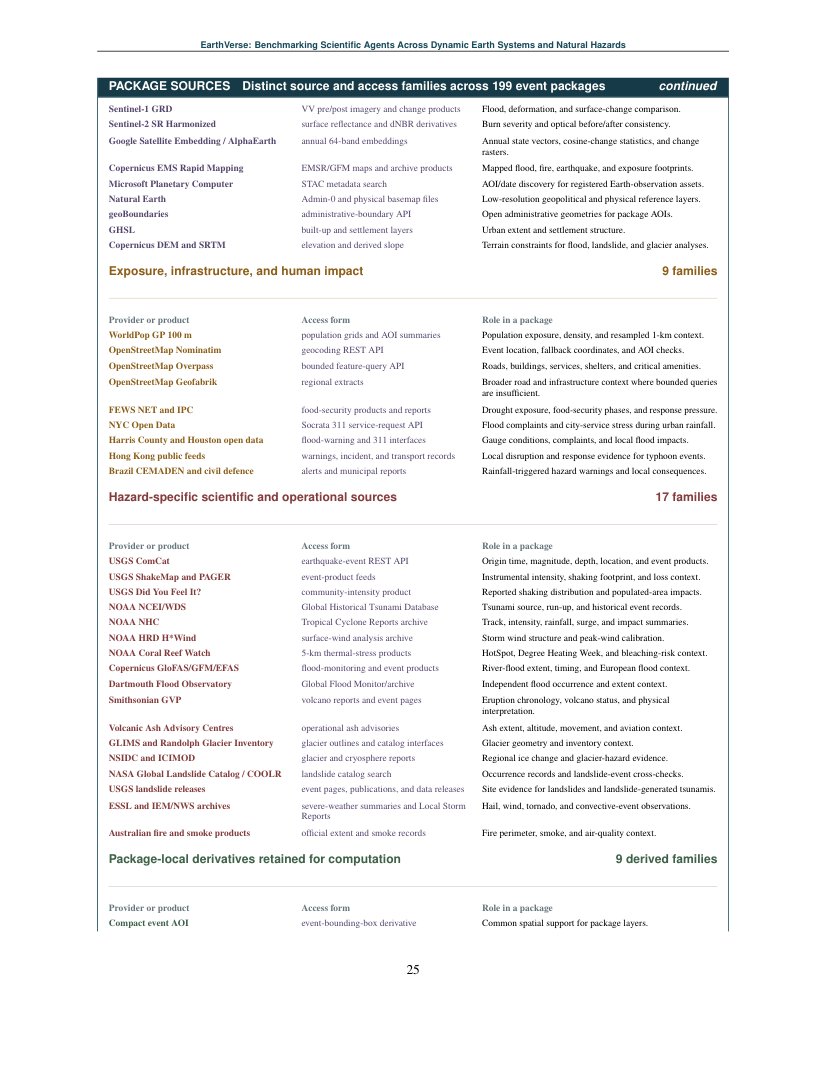 EarthVerse: Benchmarking Scientific Agents Across Dynamic Earth Systems and Natural Hazards
PACKAGE SOURCES Distinct source and access families across 199 event packages continued
Sentinel-1 GRD VV pre/post imagery and change products Flood, deformation, and surface-change comparison.
Sentinel-2 SR Harmonized surface reflectance and dNBR derivatives Burn severity and optical before/after consistency.
Google Satellite Embedding / AlphaEarth annual 64-band embeddings Annual state vectors, cosine-change statistics, and change
rasters.
Copernicus EMS Rapid Mapping EMSR/GFM maps and archive products Mapped flood, fire, earthquake, and exposure footprints.
Microsoft Planetary Computer STAC metadata search AOI/date discovery for registered Earth-observation assets.
Natural Earth Admin-0 and physical basemap files Low-resolution geopolitical and physical reference layers.
geoBoundaries administrative-boundary API Open administrative geometries for package AOIs.
GHSL built-up and settlement layers Urban extent and settlement structure.
Copernicus DEM and SRTM elevation and derived slope Terrain constraints for flood, landslide, and glacier analyses.
Exposure, infrastructure, and human impact 9 families
Provider or product Access form Role in a package
WorldPop GP 100 m population grids and AOI summaries Population exposure, density, and resampled 1-km context.
OpenStreetMap Nominatim geocoding REST API Event location, fallback coordinates, and AOI checks.
OpenStreetMap Overpass bounded feature-query API Roads, buildings, services, shelters, and critical amenities.
OpenStreetMap Geofabrik regional extracts Broader road and infrastructure context where bounded queries
are insufficient.
FEWS NET and IPC food-security products and reports Drought exposure, food-security phases, and response pressure.
NYC Open Data Socrata 311 service-request API Flood complaints and city-service stress during urban rainfall.
Harris County and Houston open data flood-warning and 311 interfaces Gauge conditions, complaints, and local flood impacts.
Hong Kong public feeds warnings, incident, and transport records Local disruption and response evidence for typhoon events.
Brazil CEMADEN and civil defence alerts and municipal reports Rainfall-triggered hazard warnings and local consequences.
Hazard-specific scientific and operational sources 17 families
Provider or product Access form Role in a package
USGS ComCat earthquake-event REST API Origin time, magnitude, depth, location, and event products.
USGS ShakeMap and PAGER event-product feeds Instrumental intensity, shaking footprint, and loss context.
USGS Did You Feel It? community-intensity product Reported shaking distribution and populated-area impacts.
NOAA NCEI/WDS Global Historical Tsunami Database Tsunami source, run-up, and historical event records.
NOAA NHC Tropical Cyclone Reports archive Track, intensity, rainfall, surge, and impact summaries.
NOAA HRD H*Wind surface-wind analysis archive Storm wind structure and peak-wind calibration.
NOAA Coral Reef Watch 5-km thermal-stress products HotSpot, Degree Heating Week, and bleaching-risk context.
Copernicus GloFAS/GFM/EFAS flood-monitoring and event products River-flood extent, timing, and European flood context.
Dartmouth Flood Observatory Global Flood Monitor/archive Independent flood occurrence and extent context.
Smithsonian GVP volcano reports and event pages Eruption chronology, volcano status, and physical
interpretation.
Volcanic Ash Advisory Centres operational ash advisories Ash extent, altitude, movement, and aviation context.
GLIMS and Randolph Glacier Inventory glacier outlines and catalog interfaces Glacier geometry and inventory context.
NSIDC and ICIMOD glacier and cryosphere reports Regional ice change and glacier-hazard evidence.
NASA Global Landslide Catalog / COOLR landslide catalog search Occurrence records and landslide-event cross-checks.
USGS landslide releases event pages, publications, and data releases Site evidence for landslides and landslide-generated tsunamis.
ESSL and IEM/NWS archives severe-weather summaries and Local Storm Hail, wind, tornado, and convective-event observations.
Reports
Australian fire and smoke products official extent and smoke records Fire perimeter, smoke, and air-quality context.
Package-local derivatives retained for computation 9 derived families
Provider or product Access form Role in a package
Compact event AOI event-bounding-box derivative Common spatial support for package layers.
25